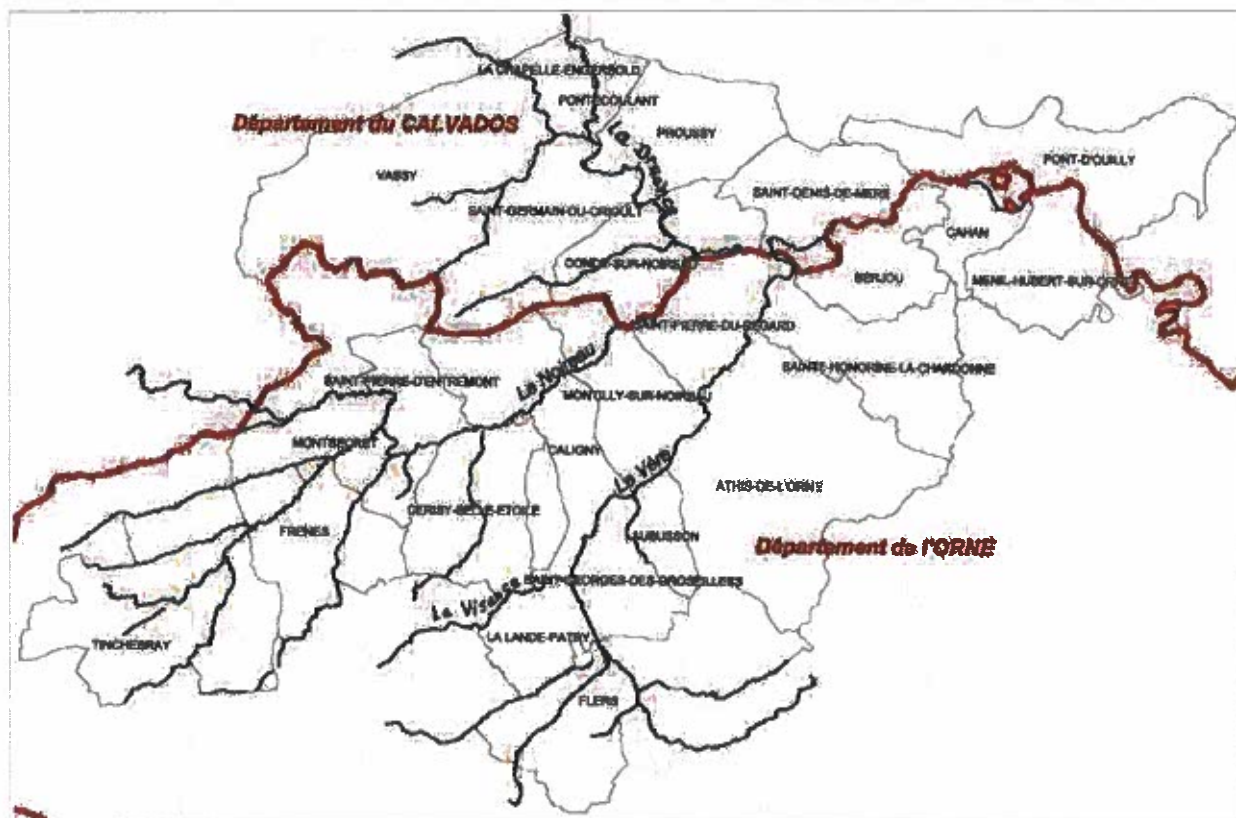 LA CHAPELLE-ENGERBOLD
PONTECOULANT
Département du CALVADOS
PROUSSY
La Druance
PONT-D'OUILLY
VASSY
SAINT-DENIS-DE-MERE
SAINT-GERMAIN-DU-CRIOULT
CAHAN
CONDE-SUR-NOIREAU
BERJOU
MENIL-HUBERT-SUR-ORNE
SAINT-PIERRE-DU-REGARD
SAINTE-HONORINE-LA-CHARDONNE
Le Noireau
SAINT-PIERRE-D'ENTREMONT
MONTILLY-SUR-NOIREAU
MONTSECRET
CALIGNY
La Vère
ATHIS-DE-L'ORNE
CERISY-BELLE-ETOILE
FRENES
AUBUSSON
Département de l'ORNE
SAINT-GEORGES-DES-GROSEILLERS
La Visance
TINCHEBRAY
LA LANDE-PATRY
FLERS